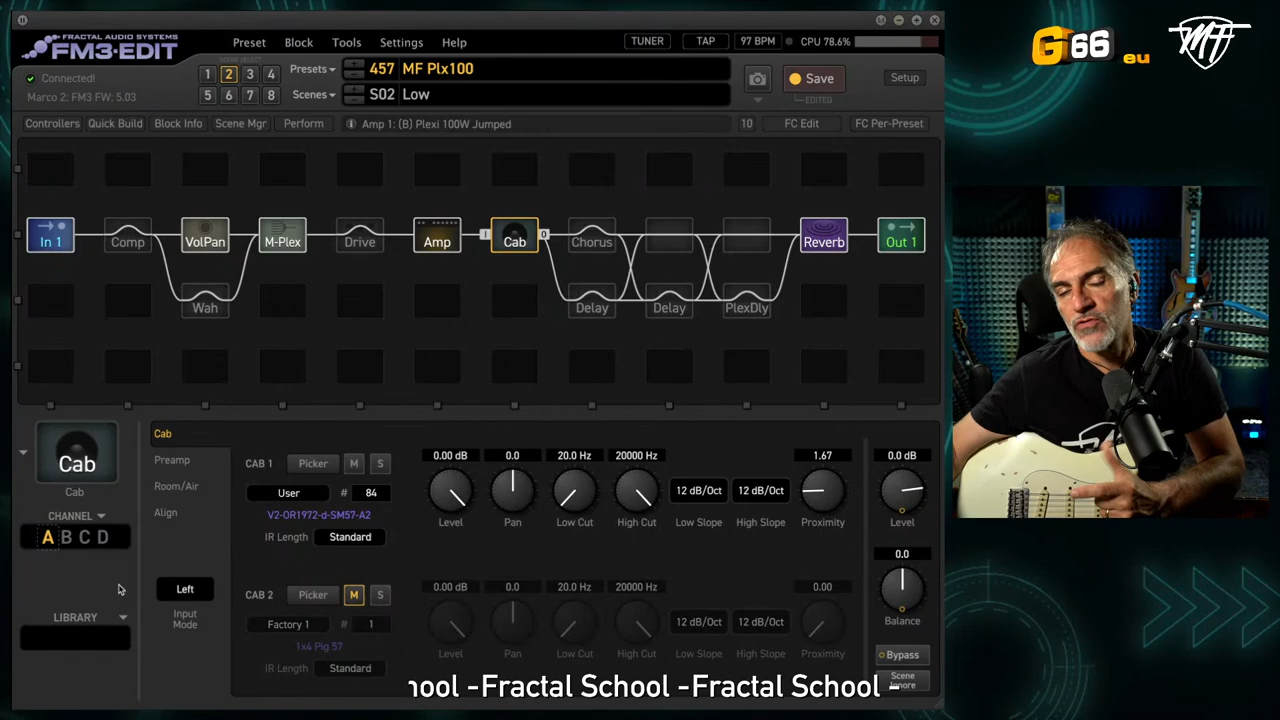 FRACTAL AUDIO SYSTEMS
FM3-EDIT
Preset Block Tools Settings Help
TUNER TAP 97 BPM CPU 78.6%
Connected!
Marco 2: FM3 FW: 5.03
SCENE SELECT
1 2 3 4
5 6 7 8
Presets 457 MF Plx100
Scenes S02 Low
Save
EDITED
Setup
Controllers Quick Build Block Info Scene Mgr Perform
Amp 1: (B) Plexi 100W Jumped
10 FC Edit FC Per-Preset
In 1 Comp VolPan M-Plex Drive Amp I Cab O Chorus Reverb Out 1
Wah Delay Delay PlexDly
Cab
Cab
CHANNEL
A B C D
LIBRARY
Cab
Preamp
Room/Air
Align
Left
Input
Mode
CAB 1 Picker M S
User # 84
V2-OR1972-d-SM57-A2
IR Length Standard
0.00 dB 0.0 20.0 Hz 20000 Hz 1.67
12 dB/Oct 12 dB/Oct
Level Pan Low Cut High Cut Low Slope High Slope Proximity
CAB 2 Picker M S
Factory 1 # 1
1x4 Pig 57
IR Length Standard
0.00 dB 0.0 20.0 Hz 20000 Hz 0.00
12 dB/Oct 12 dB/Oct
Level Pan Low Cut High Cut Low Slope High Slope Proximity
0.0 dB
Level
0.0
Balance
Bypass
Scene
Ignore
hool -Fractal School -Fractal School -
G66
eu
MF